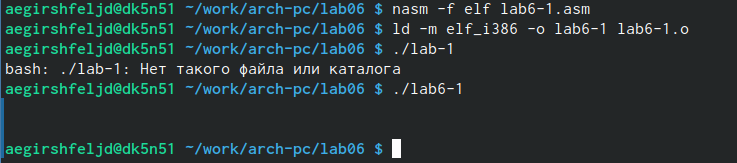 aegirshfeljd@dk5n51 ~/work/arch-pc/lab06 $ nasm -f elf lab6-1.asm
aegirshfeljd@dk5n51 ~/work/arch-pc/lab06 $ ld -m elf_i386 -o lab6-1 lab6-1.o
aegirshfeljd@dk5n51 ~/work/arch-pc/lab06 $ ./lab-1
bash: ./lab-1: Нет такого файла или каталога
aegirshfeljd@dk5n51 ~/work/arch-pc/lab06 $ ./lab6-1
aegirshfeljd@dk5n51 ~/work/arch-pc/lab06 $